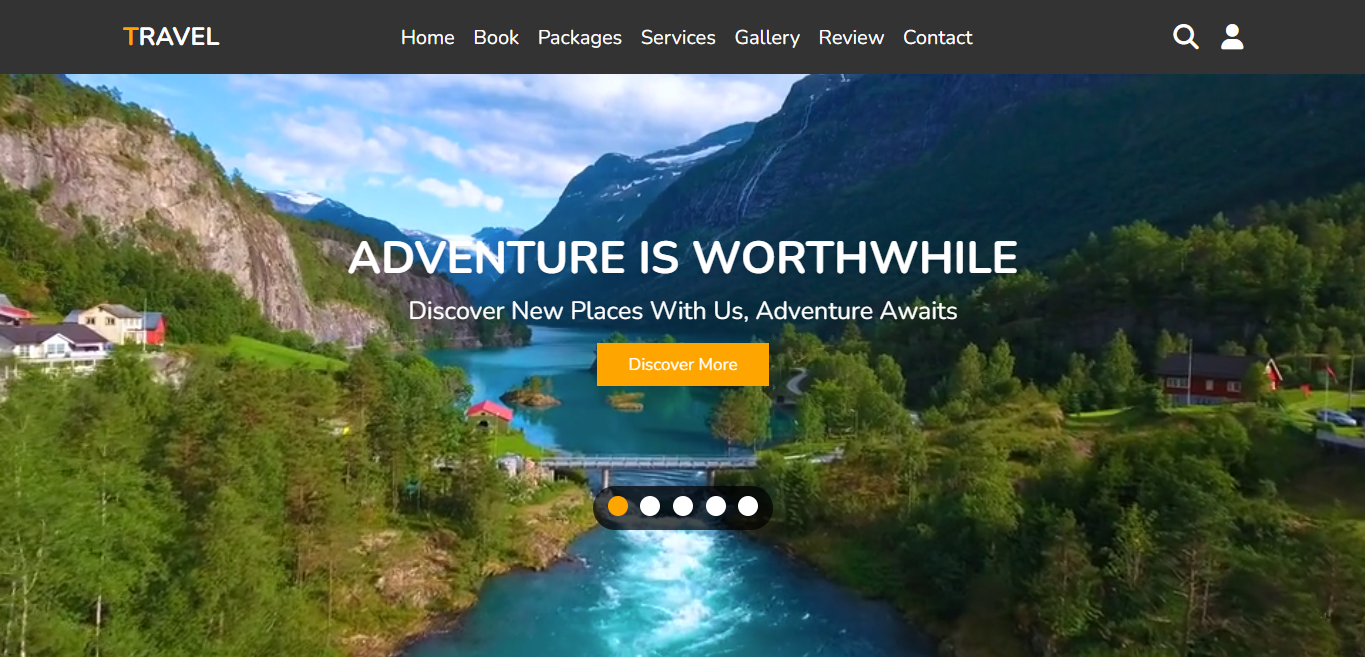 TRAVEL
Home Book Packages Services Gallery Review Contact
ADVENTURE IS WORTHWHILE
Discover New Places With Us, Adventure Awaits
Discover More